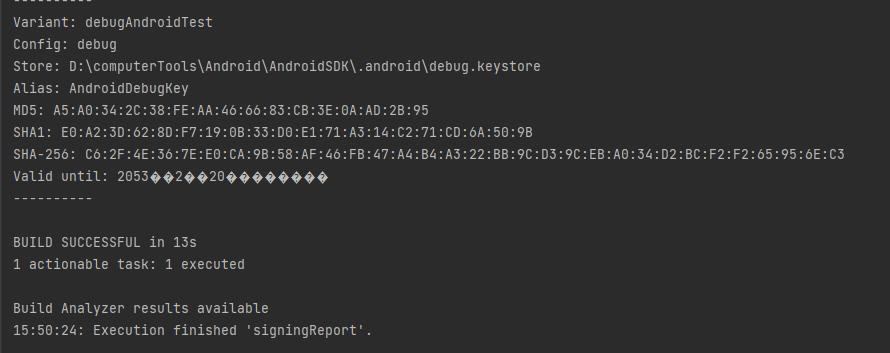 ----------
Variant: debugAndroidTest
Config: debug
Store: D:\computerTools\Android\AndroidSDK\.android\debug.keystore
Alias: AndroidDebugKey
MD5: A5:A0:34:2C:38:FE:AA:46:66:83:CB:3E:0A:AD:2B:95
SHA1: E0:A2:3D:62:8D:F7:19:0B:33:D0:E1:71:A3:14:C2:71:CD:6A:50:9B
SHA-256: C6:2F:4E:36:7E:E0:CA:9B:58:AF:46:FB:47:A4:B4:A3:22:BB:9C:D3:9C:EB:A0:34:D2:BC:F2:F2:65:95:6E:C3
Valid until: 2053��2��20���������
----------
BUILD SUCCESSFUL in 13s
1 actionable task: 1 executed
Build Analyzer results available
15:50:24: Execution finished 'signingReport'.